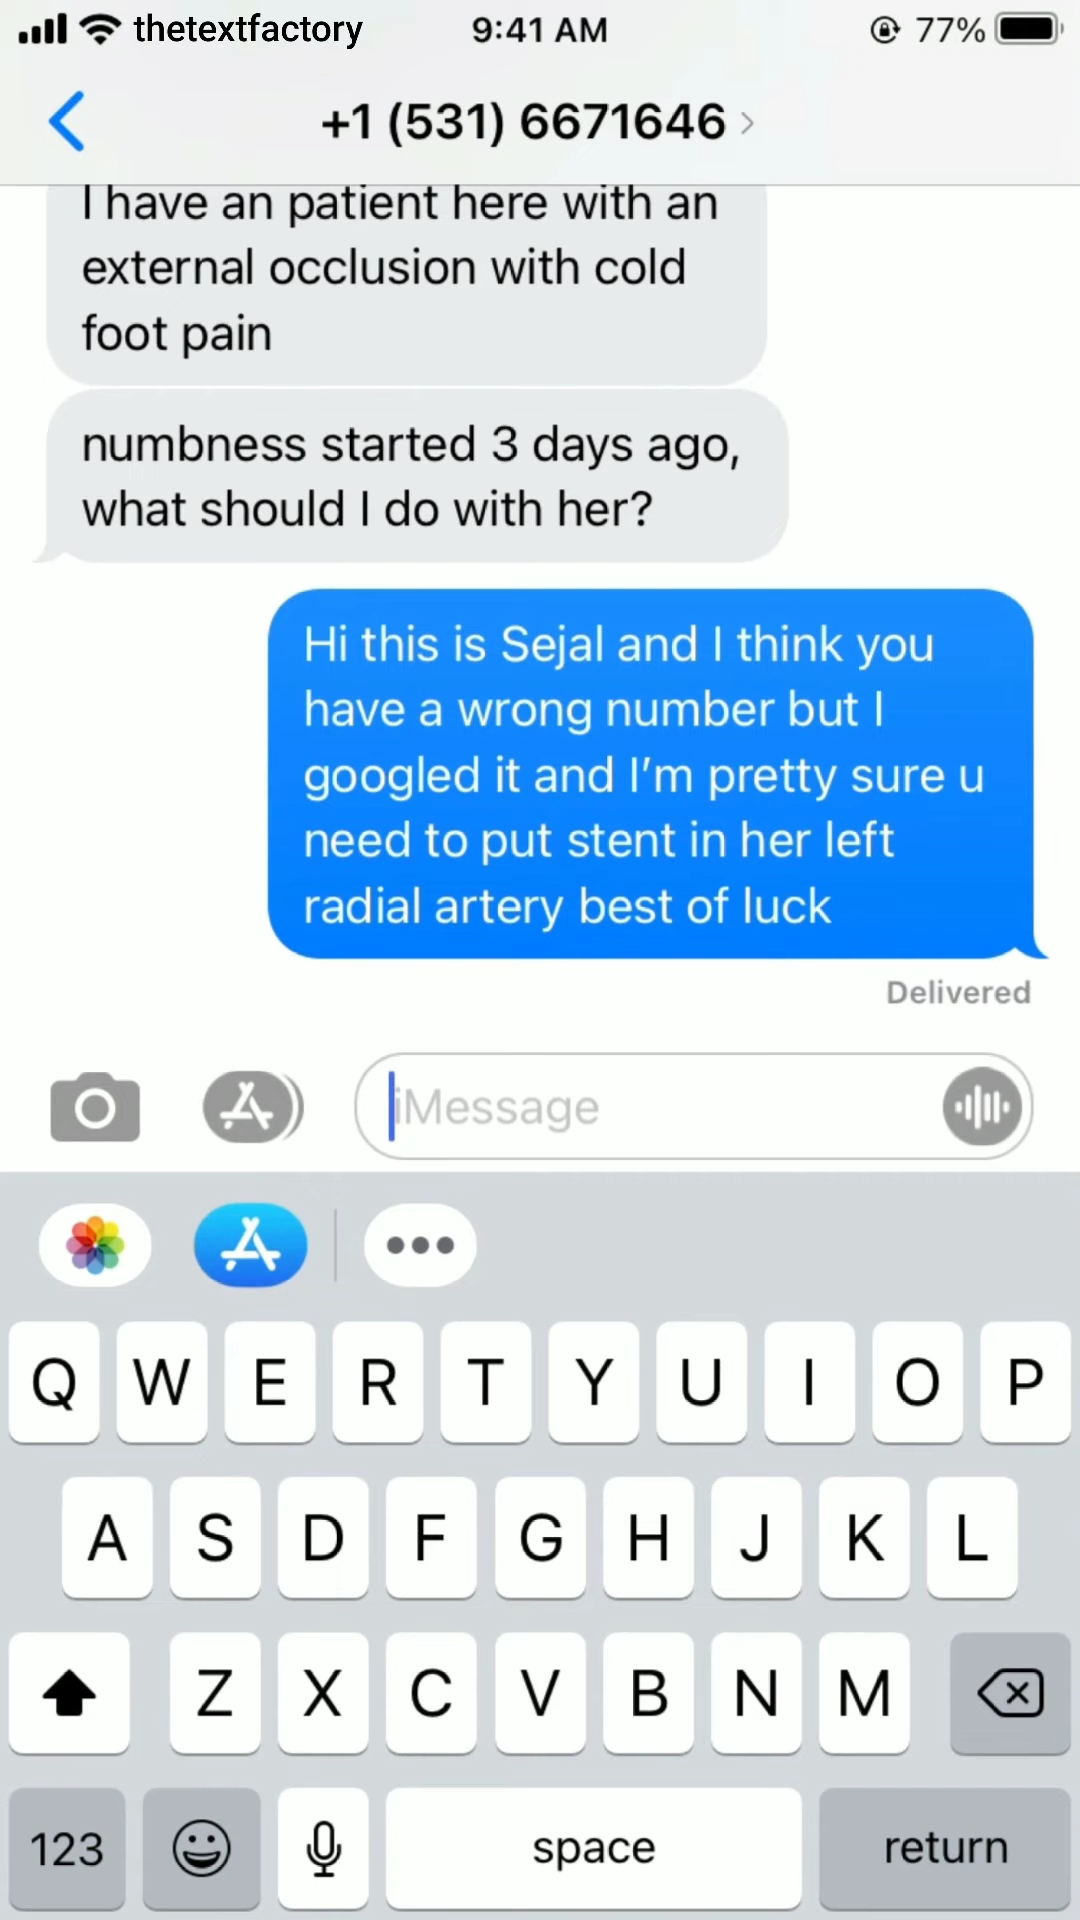 thetextfactory
9:41 AM
77%
+1 (531) 6671646
I have an patient here with an
external occlusion with cold
foot pain
numbness started 3 days ago,
what should I do with her?
Hi this is Sejal and I think you
have a wrong number but I
googled it and I'm pretty sure u
need to put stent in her left
radial artery best of luck
Delivered
iMessage
Q W E R T Y U I O P
A S D F G H J K L
Z X C V B N M
123 space return